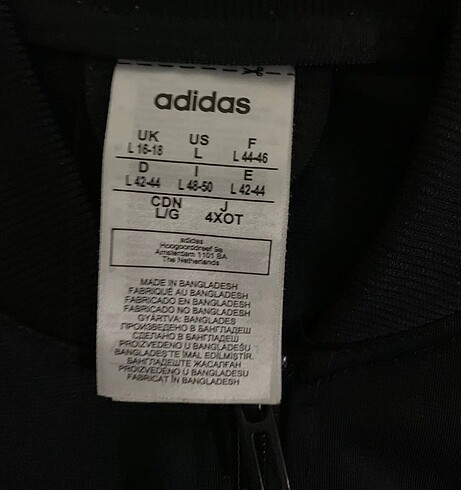 adidas
UK US F
L 16-18 L L 44-46
D I E
L 42-44 L 48-50 L 42-44
CDN J
L/G 4XOT
adidas
Hoogoorddreef 9a
Amsterdam 1101 BA
The Netherlands
MADE IN BANGLADESH
FABRIQUÉ AU BANGLADESH
FABRICADO EN BANGLADESH
FABRICADO NO BANGLADESH
GYÁRTVA: BANGLADES
ПРОИЗВЕДЕНО В БАНГЛАДЕШ
СДЕЛАНО В БАНГЛАДЕШ
PROIZVEDENO U BANGLADEŠU
BANGLADEŞ'TE İMAL EDİLMİŞTİR.
БАНГЛАДЕШТЕ ЖАСАЛҒАН
PROIZVEDENO U BANGLADEŠ
FABRICAT ÎN BANGLADESH